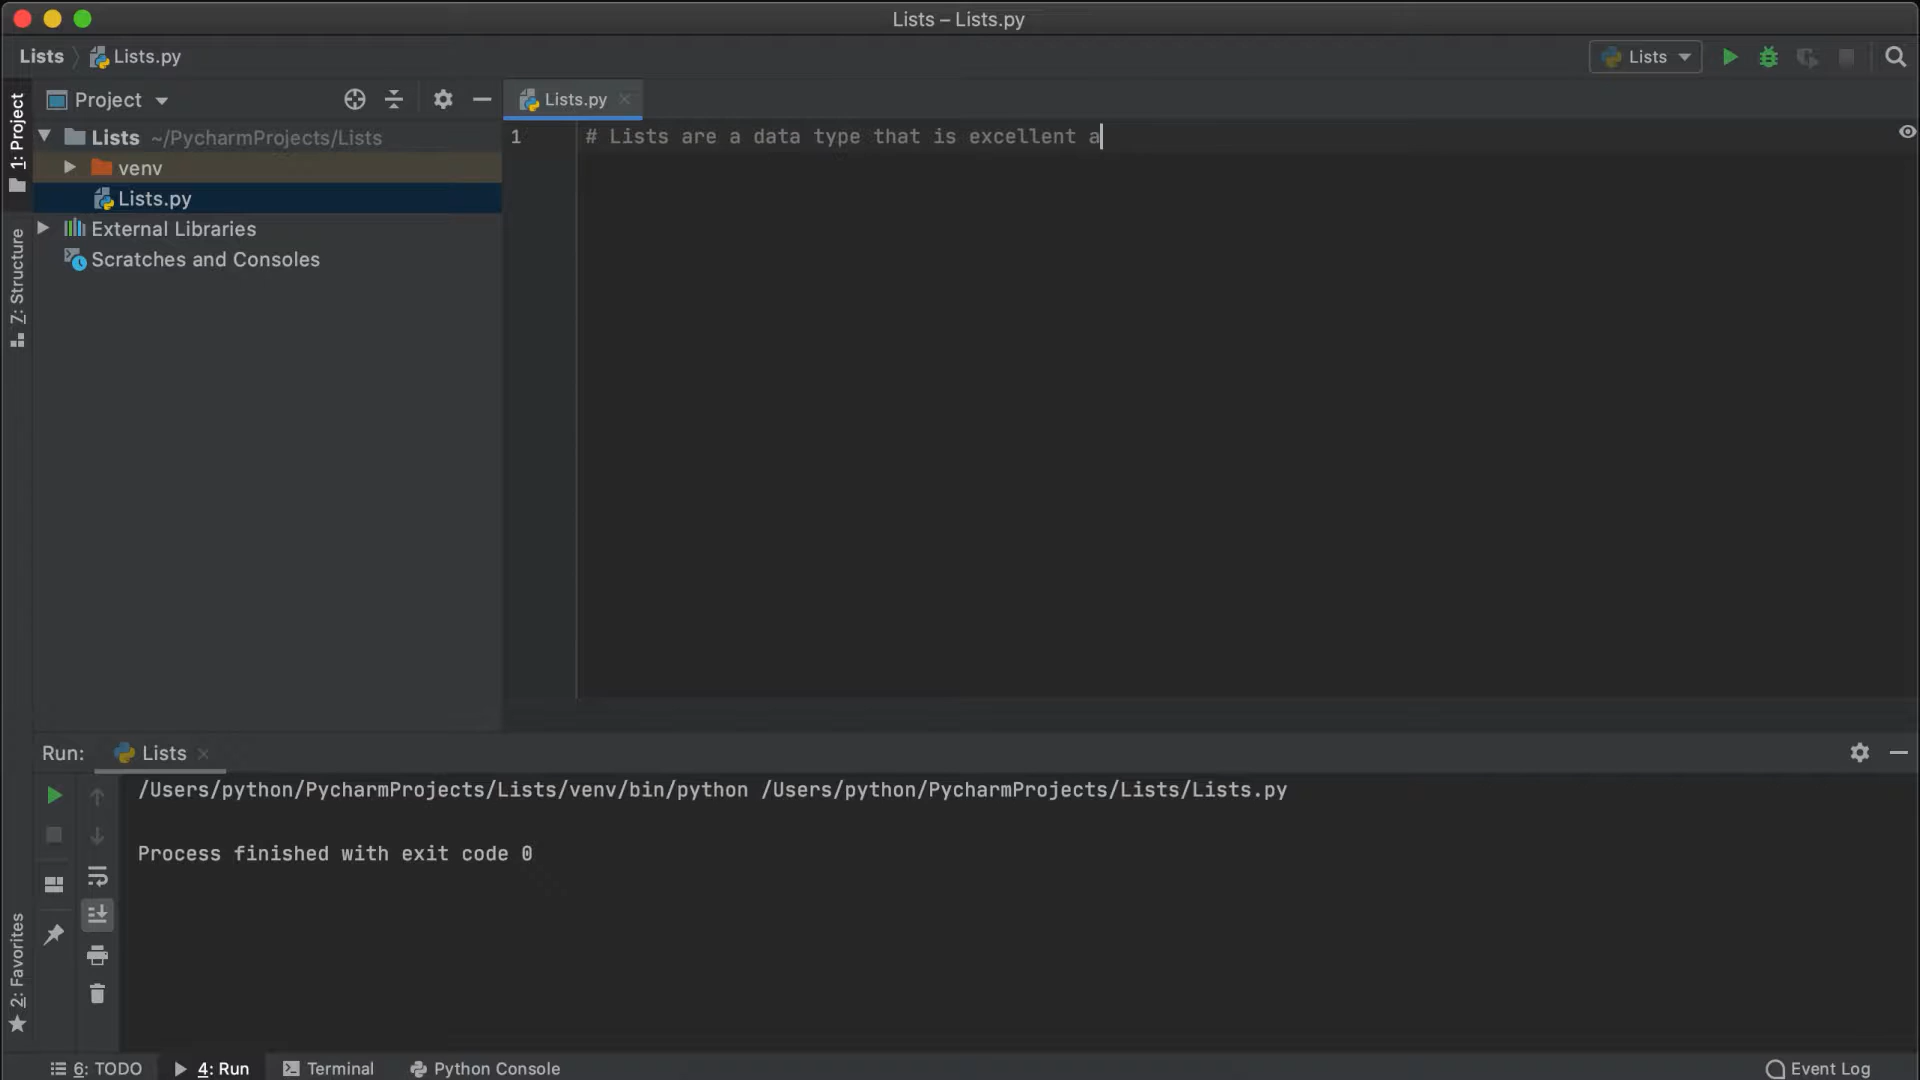 Lists – Lists.py
Lists
Lists.py
Lists
Project
Lists.py
1: Project
Lists ~/PycharmProjects/Lists
venv
Lists.py
External Libraries
Scratches and Consoles
1
# Lists are a data type that is excellent a
Z: Structure
Run:
Lists
/Users/python/PycharmProjects/Lists/venv/bin/python /Users/python/PycharmProjects/Lists/Lists.py
Process finished with exit code 0
2: Favorites
6: TODO
4: Run
Terminal
Python Console
Event Log